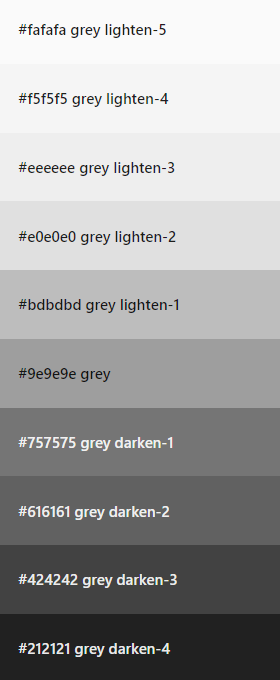 #fafafa grey lighten-5
#f5f5f5 grey lighten-4
#eeeeee grey lighten-3
#e0e0e0 grey lighten-2
#bdbdbd grey lighten-1
#9e9e9e grey
#757575 grey darken-1
#616161 grey darken-2
#424242 grey darken-3
#212121 grey darken-4